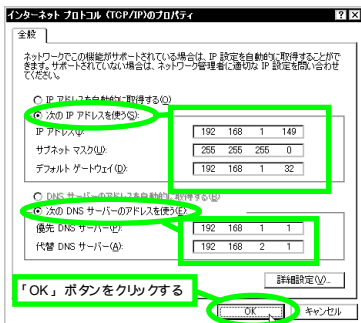 インターネット プロトコル (TCP/IP)のプロパティ
全般
ネットワークでこの機能がサポートされている場合は、IP 設定を自動的に取得することがで
きます。サポートされていない場合は、ネットワーク管理者に適切な IP 設定を問い合わせ
てください。
IP アドレスを自動的に取得する(O)
次の IP アドレスを使う(S):
IP アドレス(I):
192 168 1 149
サブネット マスク(U):
255 255 255 0
デフォルト ゲートウェイ(D):
192 168 1 32
DNS サーバーのアドレスを自動的に取得する(B)
次の DNS サーバーのアドレスを使う(E):
優先 DNS サーバー(P):
192 168 1 1
代替 DNS サーバー(A):
192 168 2 1
詳細設定(V)...
「OK」ボタンをクリックする
OK
キャンセル